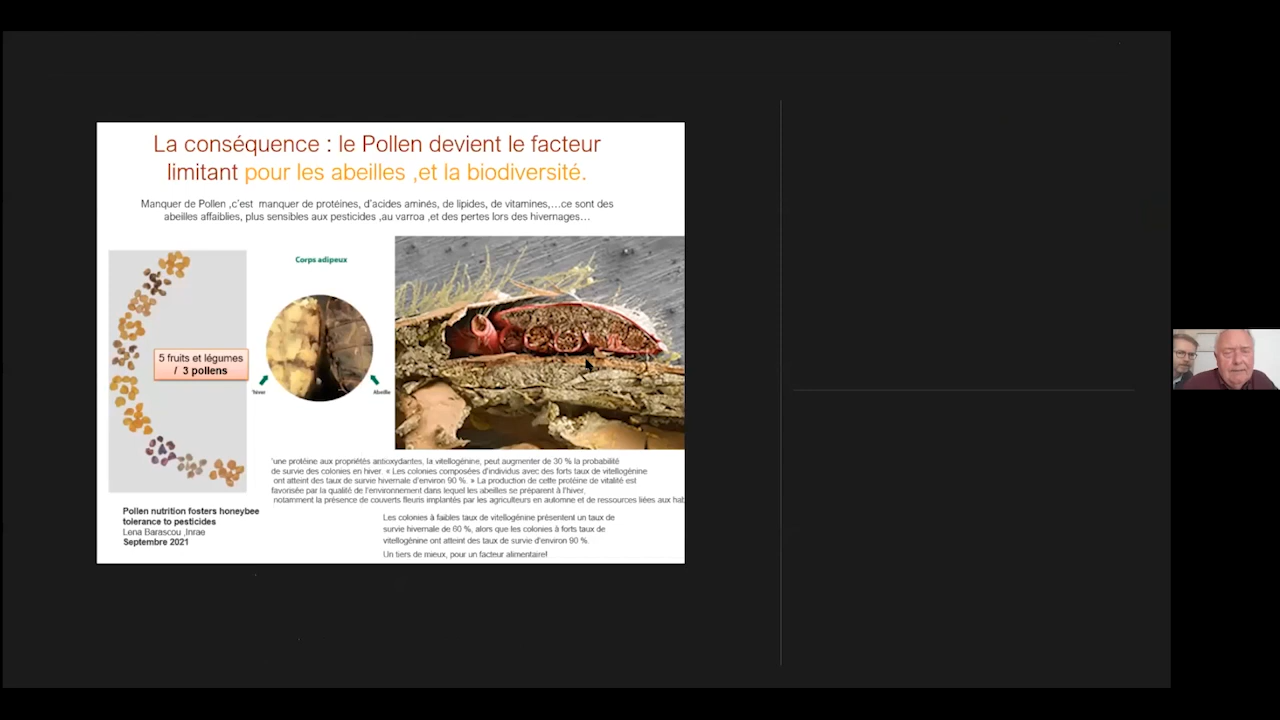 La conséquence : le Pollen devient le facteur
limitant pour les abeilles ,et la biodiversité.
Manquer de Pollen ,c'est manquer de protéines, d'acides aminés, de lipides, de vitamines,…ce sont des
abeilles affaiblies, plus sensibles aux pesticides ,au varroa ,et des pertes lors des hivernages…
Corps adipeux
5 fruits et légumes
/ 3 pollens
Abeille
'une protéine aux propriétés antioxydantes, la vitellogénine, peut augmenter de 30 % la probabilité
de survie des colonies en hiver. « Les colonies composées d'individus avec des forts taux de vitellogénine
ont atteint des taux de survie hivernale d'environ 90 %. » La production de cette protéine de vitalité est
favorisée par la qualité de l'environnement dans lequel les abeilles se préparent à l'hiver,
notamment la présence de couverts fleuris implantés par les agriculteurs en automne et de ressources liées aux hab
Pollen nutrition fosters honeybee
tolerance to pesticides
Lena Barascou ,Inrae
Septembre 2021
Les colonies à faibles taux de vitellogénine présentent un taux de
survie hivernale de 60 %, alors que les colonies à forts taux de
vitellogénine ont atteint des taux de survie d'environ 90 %.
Un tiers de mieux, pour un facteur alimentaire!